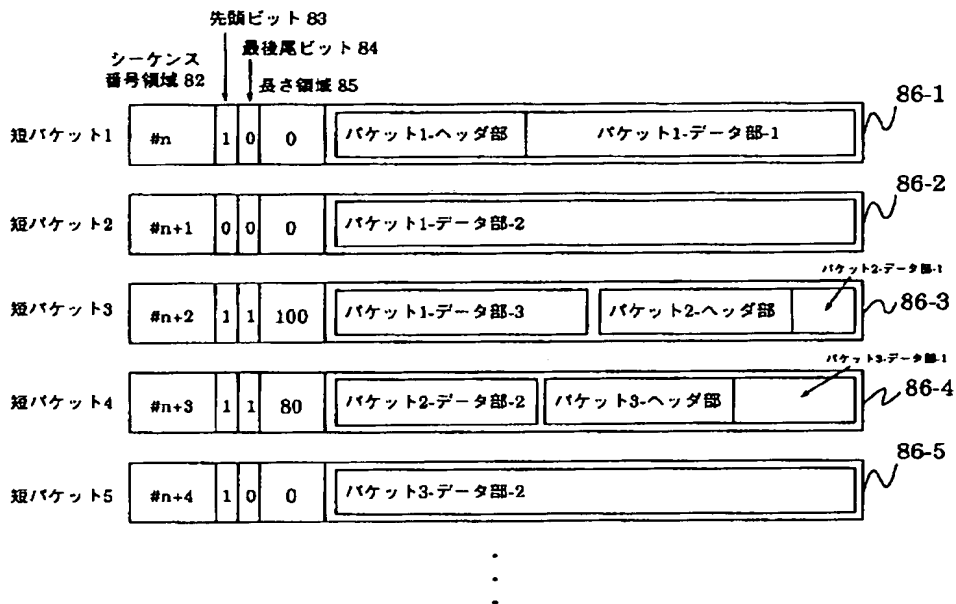 先頭ビット 83
最後尾ビット 84
シーケンス
番号領域 82
長さ領域 85
86-1
短パケット1
#n
1
0
0
パケット1-ヘッダ部
パケット1-データ部-1
86-2
短パケット2
#n+1
0
0
0
パケット1-データ部-2
パケット2-データ部-1
86-3
短パケット3
#n+2
1
1
100
パケット1-データ部-3
パケット2-ヘッダ部
パケット3-データ部-1
86-4
短パケット4
#n+3
1
1
80
パケット2-データ部-2
パケット3-ヘッダ部
86-5
短パケット5
#n+4
1
0
0
パケット3-データ部-2